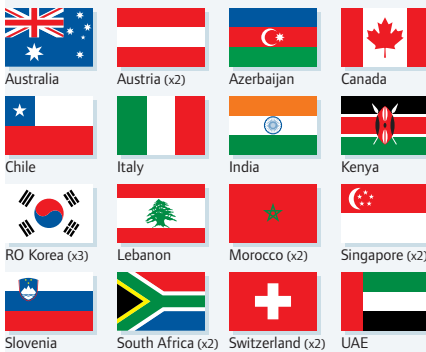 Australia
Austria (x2)
Azerbaijan
Canada
Chile
Italy
India
Kenya
RO Korea (x3)
Lebanon
Morocco (x2)
Singapore (x2)
Slovenia
South Africa (x2)
Switzerland (x2)
UAE